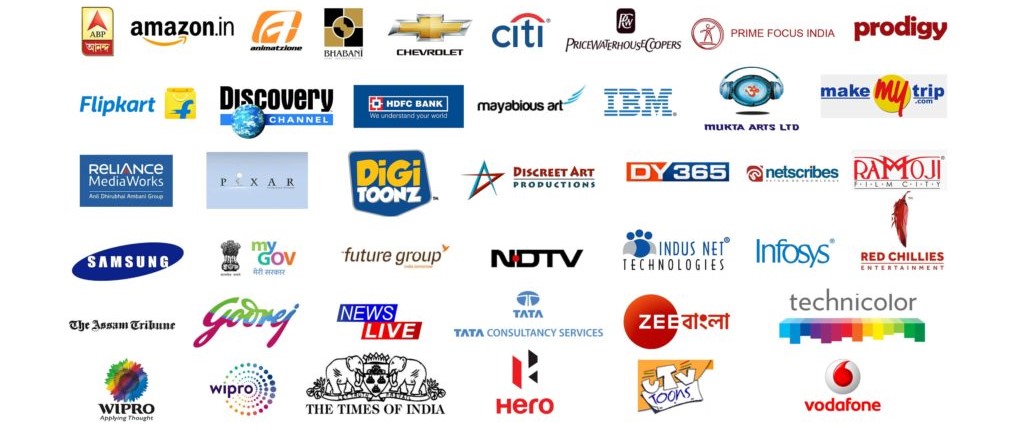 ABP
আনন্দ
amazon.in
animatzione
BHABANI
CHEVROLET
citi
PwC
PRICEWATERHOUSECOOPERS
PRIME FOCUS INDIA
prodigy
Flipkart
f
Discovery
CHANNEL
HDFC BANK
We understand your world
mayabious art
IBM
MUKTA ARTS LTD
make my trip
.com
RELIANCE
MediaWorks
Anil Dhirubhai Ambani Group
PIXAR
DiGi
TOONZ
DISCREET ART
PRODUCTIONS
DY 365
netscribes
RAMOJI
FILM CITY
SAMSUNG
my
GOV
मेरी सरकार
future group
NDTV
INDUS NET
TECHNOLOGIES
Infosys
RED CHILLIES
ENTERTAINMENT
The Assam Tribune
Godrej
NEWS
LIVE
TATA
TATA CONSULTANCY SERVICES
ZEE বাংলা
technicolor
WIPRO
Applying Thought
wipro
THE TIMES OF INDIA
Hero
UTV
TOONS
vodafone